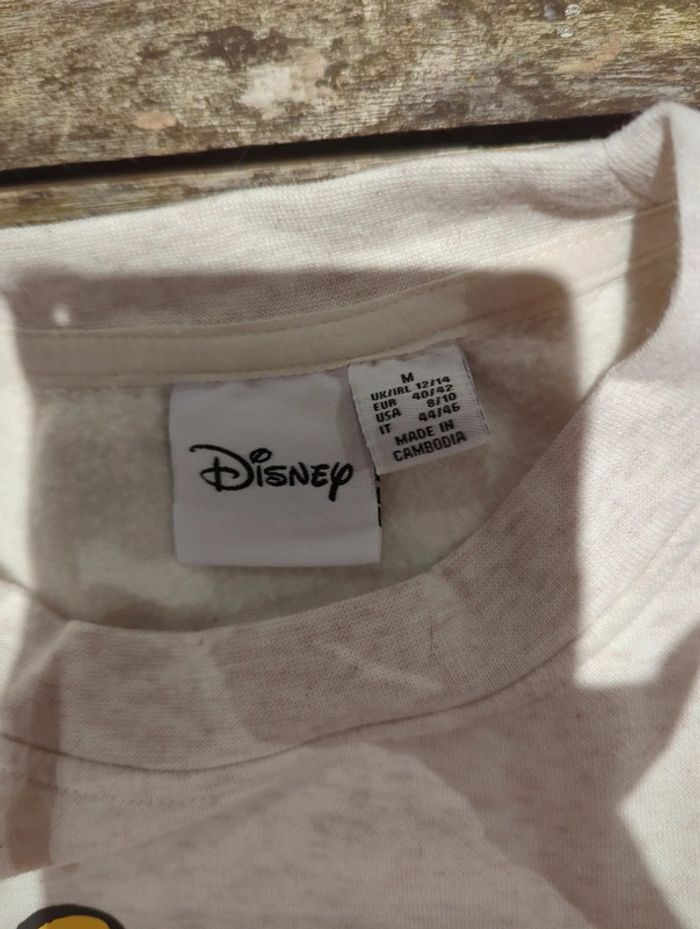 Disney
M
UK/IRL 12/14
EUR 40/42
USA 8/10
IT 44/46
MADE IN
CAMBODIA